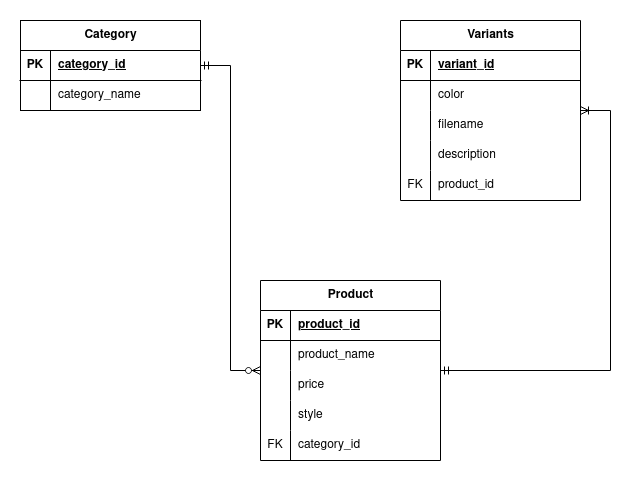 Category
PK category_id
category_name
Variants
PK variant_id
color
filename
description
FK product_id
Product
PK product_id
product_name
price
style
FK category_id